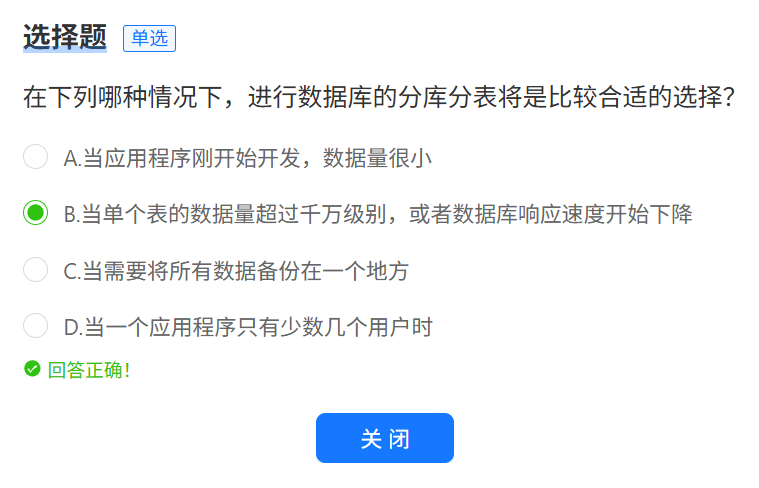 选择题 单选
在下列哪种情况下，进行数据库的分库分表将是比较合适的选择？
A.当应用程序刚开始开发，数据量很小
B.当单个表的数据量超过千万级别，或者数据库响应速度开始下降
C.当需要将所有数据备份在一个地方
D.当一个应用程序只有少数几个用户时
回答正确！
关 闭